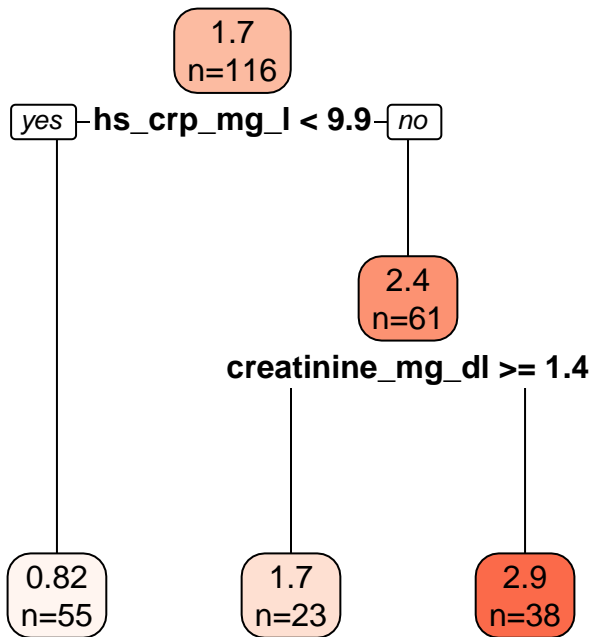 1.7
n=116
yes hs_crp_mg_l < 9.9 no
2.4
n=61
creatinine_mg_dl >= 1.4
0.82 1.7 2.9
n=55 n=23 n=38